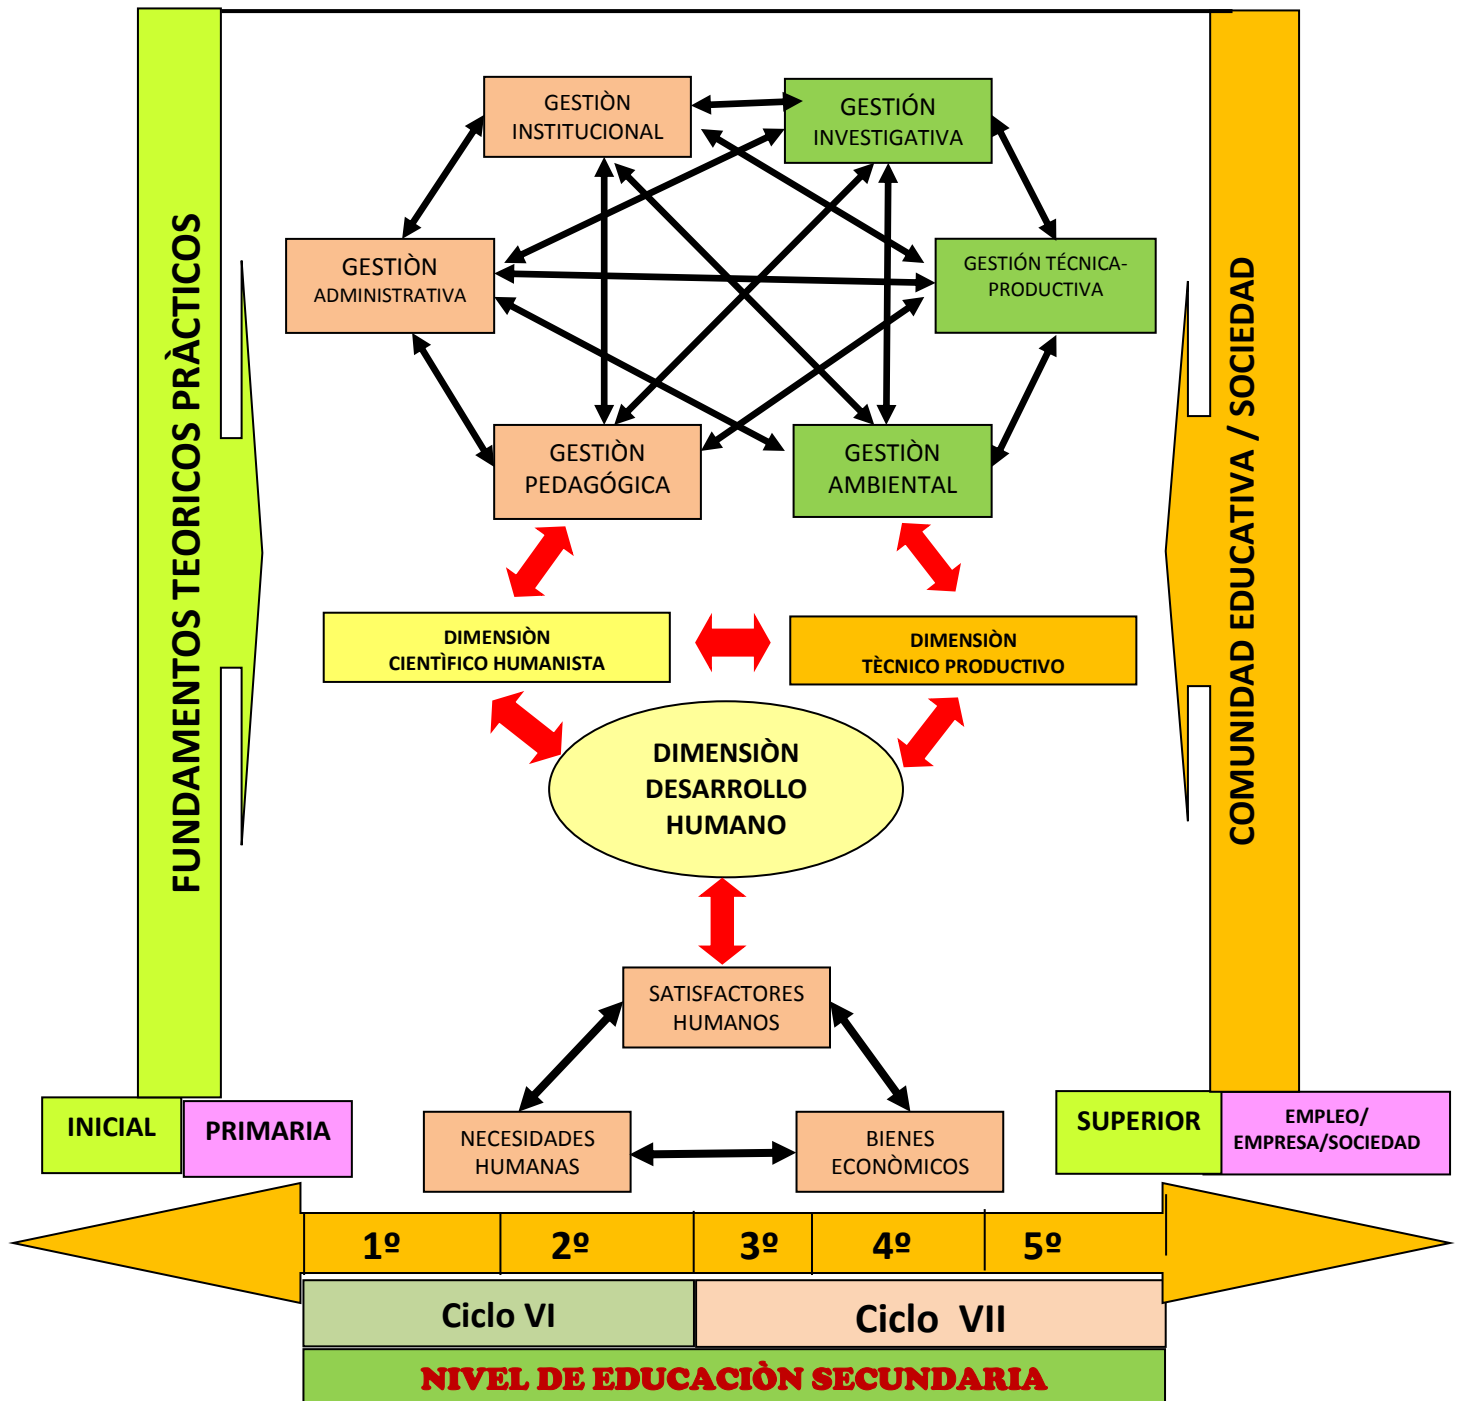 GESTIÒN
INSTITUCIONAL
GESTIÓN
INVESTIGATIVA
GESTIÒN
ADMINISTRATIVA
GESTIÓN TÉCNICA-
PRODUCTIVA
GESTIÒN
PEDAGÓGICA
GESTIÒN
AMBIENTAL
FUNDAMENTOS TEORICOS PRÀCTICOS
COMUNIDAD EDUCATIVA / SOCIEDAD
DIMENSIÒN
CIENTÌFICO HUMANISTA
DIMENSIÒN
TÈCNICO PRODUCTIVO
DIMENSIÒN
DESARROLLO
HUMANO
SATISFACTORES
HUMANOS
NECESIDADES
HUMANAS
BIENES
ECONÒMICOS
INICIAL
PRIMARIA
SUPERIOR
EMPLEO/
EMPRESA/SOCIEDAD
1º 2º 3º 4º 5º
Ciclo VI
Ciclo VII
NIVEL DE EDUCACIÒN SECUNDARIA